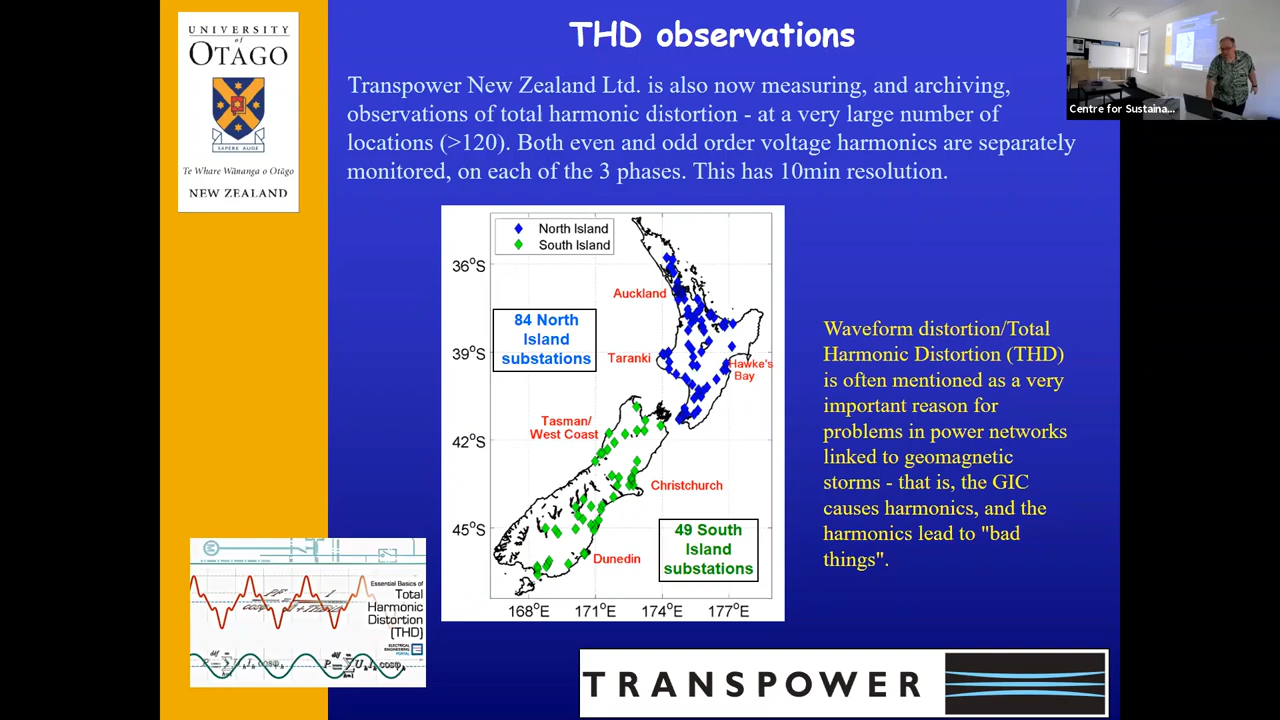 UNIVERSITY
of
OTAGO
SAPERE AUDE
Te Whare Wānanga o Otāgo
NEW ZEALAND
THD observations
Transpower New Zealand Ltd. is also now measuring, and archiving,
observations of total harmonic distortion - at a very large number of
locations (>120). Both even and odd order voltage harmonics are separately
monitored, on each of the 3 phases. This has 10min resolution.
Centre for Sustaina...
North Island
South Island
36°S
39°S
42°S
45°S
168°E
171°E
174°E
177°E
Auckland
84 North
Island
substations
Taranki
Hawke's
Bay
Tasman/
West Coast
Christchurch
49 South
Island
substations
Dunedin
Waveform distortion/Total
Harmonic Distortion (THD)
is often mentioned as a very
important reason for
problems in power networks
linked to geomagnetic
storms - that is, the GIC
causes harmonics, and the
harmonics lead to "bad
things".
Essential Basics of
Total
Harmonic
Distortion
(THD)
ELECTRICAL
ENGINEERING
PORTAL
TRANSPOWER